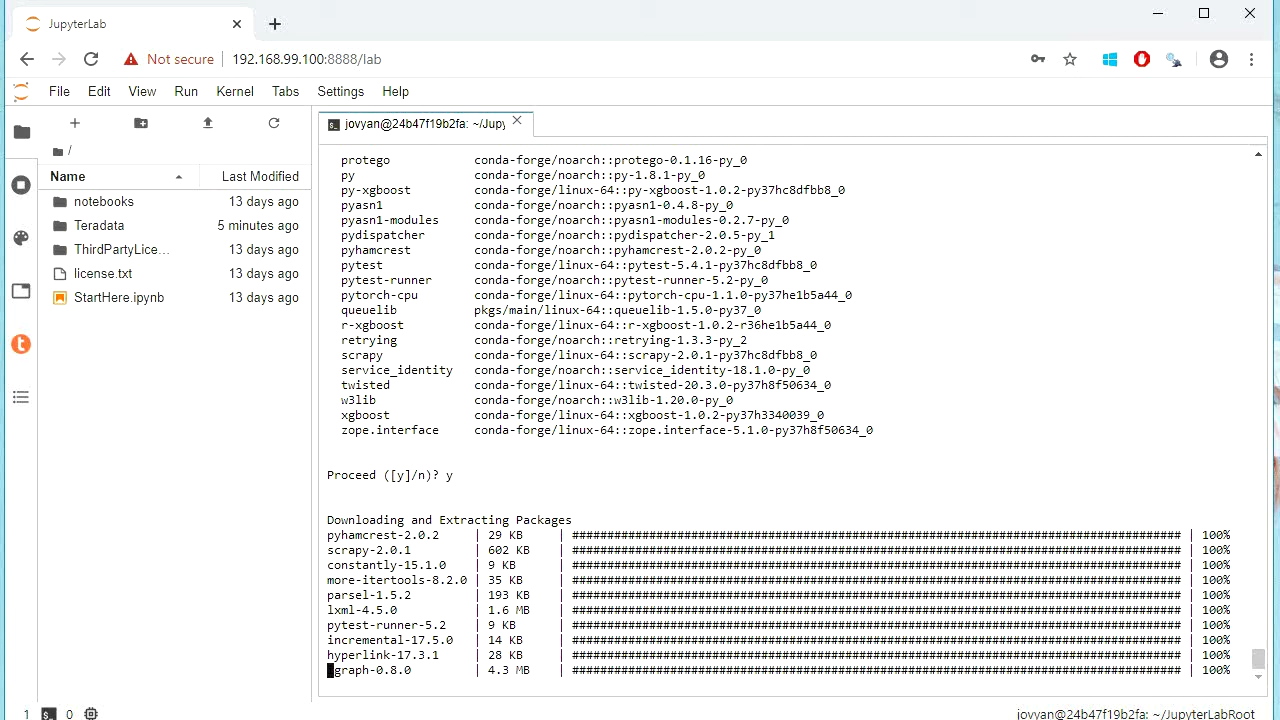 JupyterLab
Not secure
192.168.99.100:8888/lab
File Edit View Run Kernel Tabs Settings Help
/
Name Last Modified
notebooks 13 days ago
Teradata 5 minutes ago
ThirdPartyLice… 13 days ago
license.txt 13 days ago
StartHere.ipynb 13 days ago
jovyan@24b47f19b2fa: ~/Jupy
protego conda-forge/noarch::protego-0.1.16-py_0
py conda-forge/noarch::py-1.8.1-py_0
py-xgboost conda-forge/linux-64::py-xgboost-1.0.2-py37hc8dfbb8_0
pyasn1 conda-forge/noarch::pyasn1-0.4.8-py_0
pyasn1-modules conda-forge/noarch::pyasn1-modules-0.2.7-py_0
pydispatcher conda-forge/noarch::pydispatcher-2.0.5-py_1
pyhamcrest conda-forge/noarch::pyhamcrest-2.0.2-py_0
pytest conda-forge/linux-64::pytest-5.4.1-py37hc8dfbb8_0
pytest-runner conda-forge/noarch::pytest-runner-5.2-py_0
pytorch-cpu conda-forge/linux-64::pytorch-cpu-1.1.0-py37he1b5a44_0
queuelib pkgs/main/linux-64::queuelib-1.5.0-py37_0
r-xgboost conda-forge/linux-64::r-xgboost-1.0.2-r36he1b5a44_0
retrying conda-forge/noarch::retrying-1.3.3-py_2
scrapy conda-forge/linux-64::scrapy-2.0.1-py37hc8dfbb8_0
service_identity conda-forge/noarch::service_identity-18.1.0-py_0
twisted conda-forge/linux-64::twisted-20.3.0-py37h8f50634_0
w3lib conda-forge/noarch::w3lib-1.20.0-py_0
xgboost conda-forge/linux-64::xgboost-1.0.2-py37h3340039_0
zope.interface conda-forge/linux-64::zope.interface-5.1.0-py37h8f50634_0
Proceed ([y]/n)? y
Downloading and Extracting Packages
pyhamcrest-2.0.2 | 29 KB | ####################################################################################### | 100%
scrapy-2.0.1 | 602 KB | ####################################################################################### | 100%
constantly-15.1.0 | 9 KB | ####################################################################################### | 100%
more-itertools-8.2.0 | 35 KB | ####################################################################################### | 100%
parsel-1.5.2 | 193 KB | ####################################################################################### | 100%
lxml-4.5.0 | 1.6 MB | ####################################################################################### | 100%
pytest-runner-5.2 | 9 KB | ####################################################################################### | 100%
incremental-17.5.0 | 14 KB | ####################################################################################### | 100%
hyperlink-17.3.1 | 28 KB | ####################################################################################### | 100%
graph-0.8.0 | 4.3 MB | ####################################################################################### | 100%
1 0
jovyan@24b47f19b2fa: ~/JupyterLabRoot